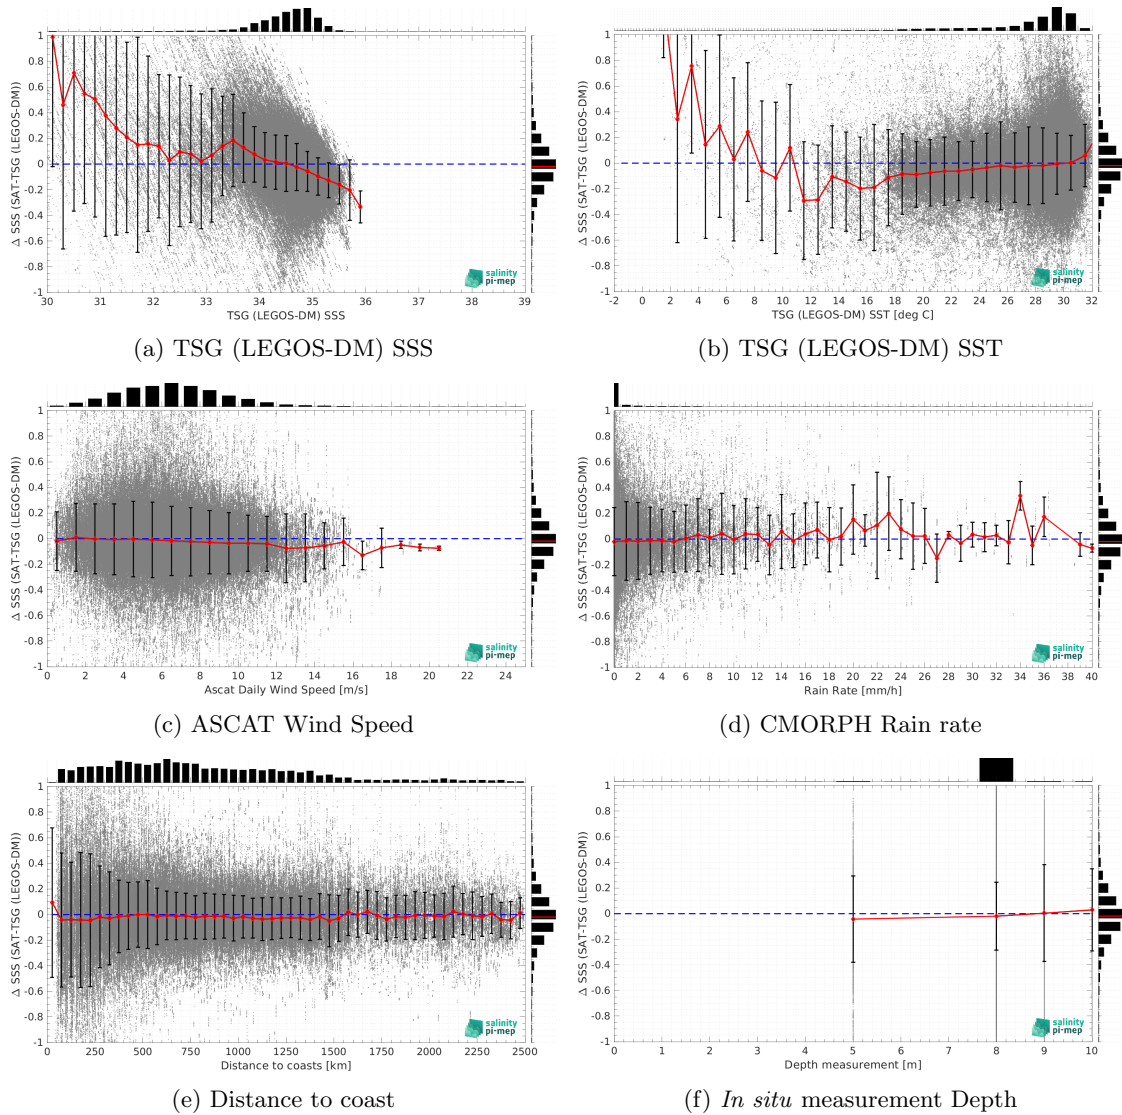 1
0.8
0.6
0.4
0.2
0
-0.2
-0.4
-0.6
-0.8
-1
Δ SSS (SAT-TSG (LEGOS-DM))
30 31 32 33 34 35 36 37 38 39
TSG (LEGOS-DM) SSS
salinity
pi-mep
(a) TSG (LEGOS-DM) SSS
1
0.8
0.6
0.4
0.2
0
-0.2
-0.4
-0.6
-0.8
-1
Δ SSS (SAT-TSG (LEGOS-DM))
-2 0 2 4 6 8 10 12 14 16 18 20 22 24 26 28 30 32
TSG (LEGOS-DM) SST [deg C]
salinity
pi-mep
(b) TSG (LEGOS-DM) SST
1
0.8
0.6
0.4
0.2
0
-0.2
-0.4
-0.6
-0.8
-1
Δ SSS (SAT-TSG (LEGOS-DM))
0 2 4 6 8 10 12 14 16 18 20 22 24
Ascat Daily Wind Speed [m/s]
salinity
pi-mep
(c) ASCAT Wind Speed
1
0.8
0.6
0.4
0.2
0
-0.2
-0.4
-0.6
-0.8
-1
Δ SSS (SAT-TSG (LEGOS-DM))
0 2 4 6 8 10 12 14 16 18 20 22 24 26 28 30 32 34 36 38 40
Rain Rate [mm/h]
salinity
pi-mep
(d) CMORPH Rain rate
1
0.8
0.6
0.4
0.2
0
-0.2
-0.4
-0.6
-0.8
-1
Δ SSS (SAT-TSG (LEGOS-DM))
0 250 500 750 1000 1250 1500 1750 2000 2250 2500
Distance to coasts [km]
salinity
pi-mep
(e) Distance to coast
1
0.8
0.6
0.4
0.2
0
-0.2
-0.4
-0.6
-0.8
-1
Δ SSS (SAT-TSG (LEGOS-DM))
0 1 2 3 4 5 6 7 8 9 10
Depth measurement [m]
salinity
pi-mep
(f) In situ measurement Depth